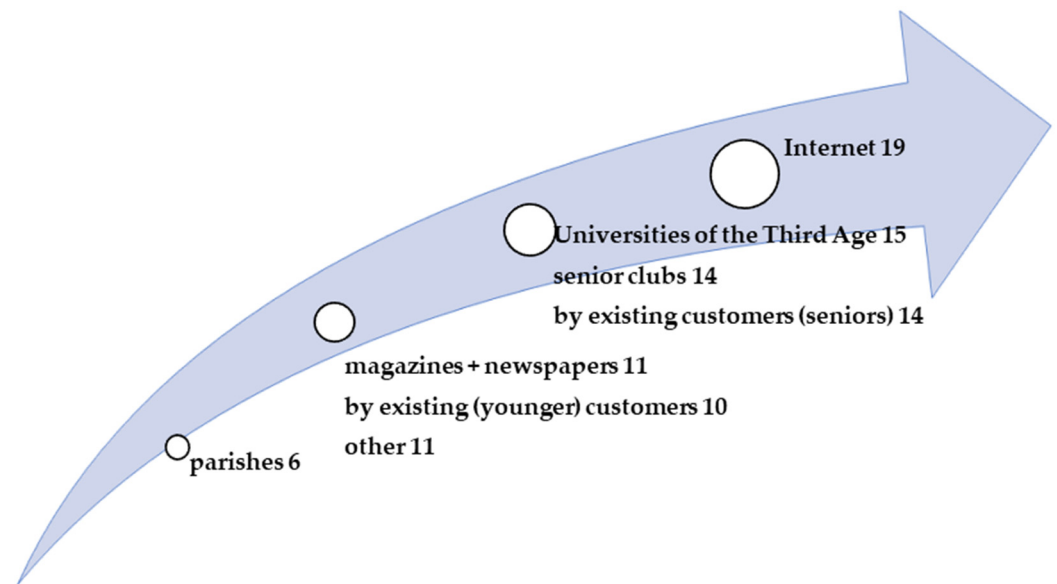 Internet 19
Universities of the Third Age 15
senior clubs 14
by existing customers (seniors) 14
magazines + newspapers 11
by existing (younger) customers 10
other 11
parishes 6